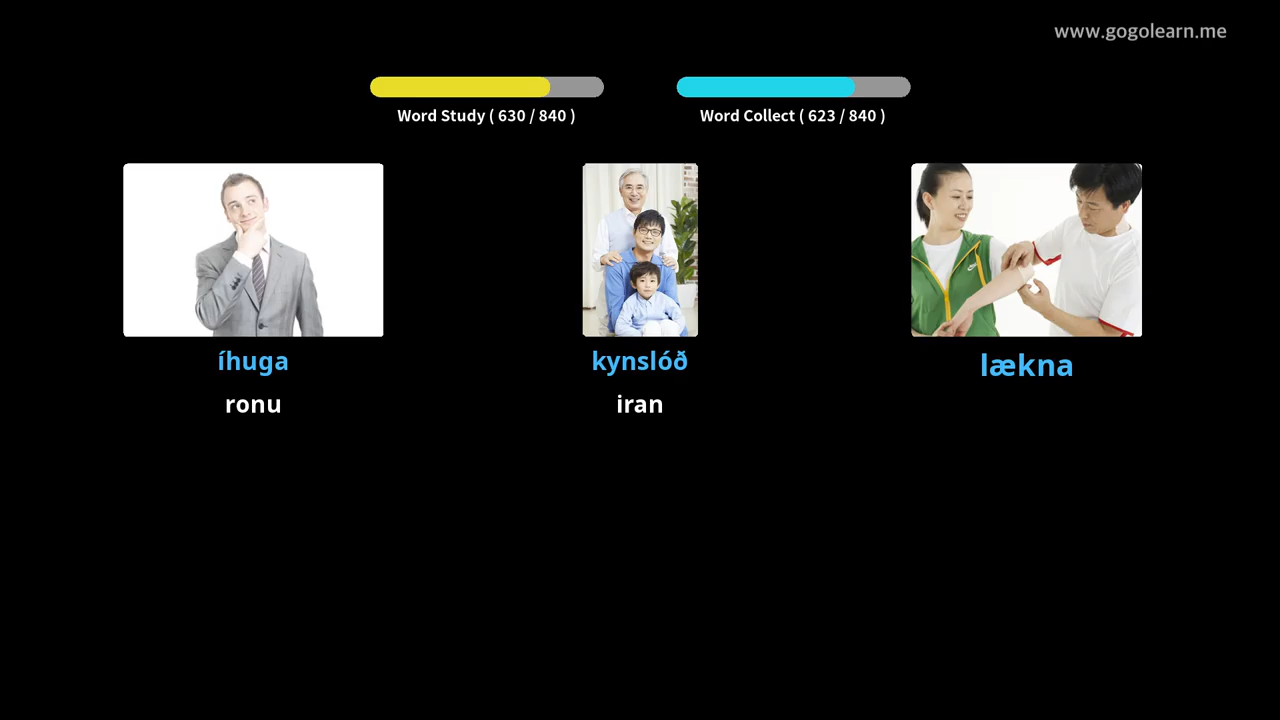 www.gogolearn.me
Word Study ( 630 / 840 )
Word Collect ( 623 / 840 )
íhuga
kynslóð
lækna
ronu
iran